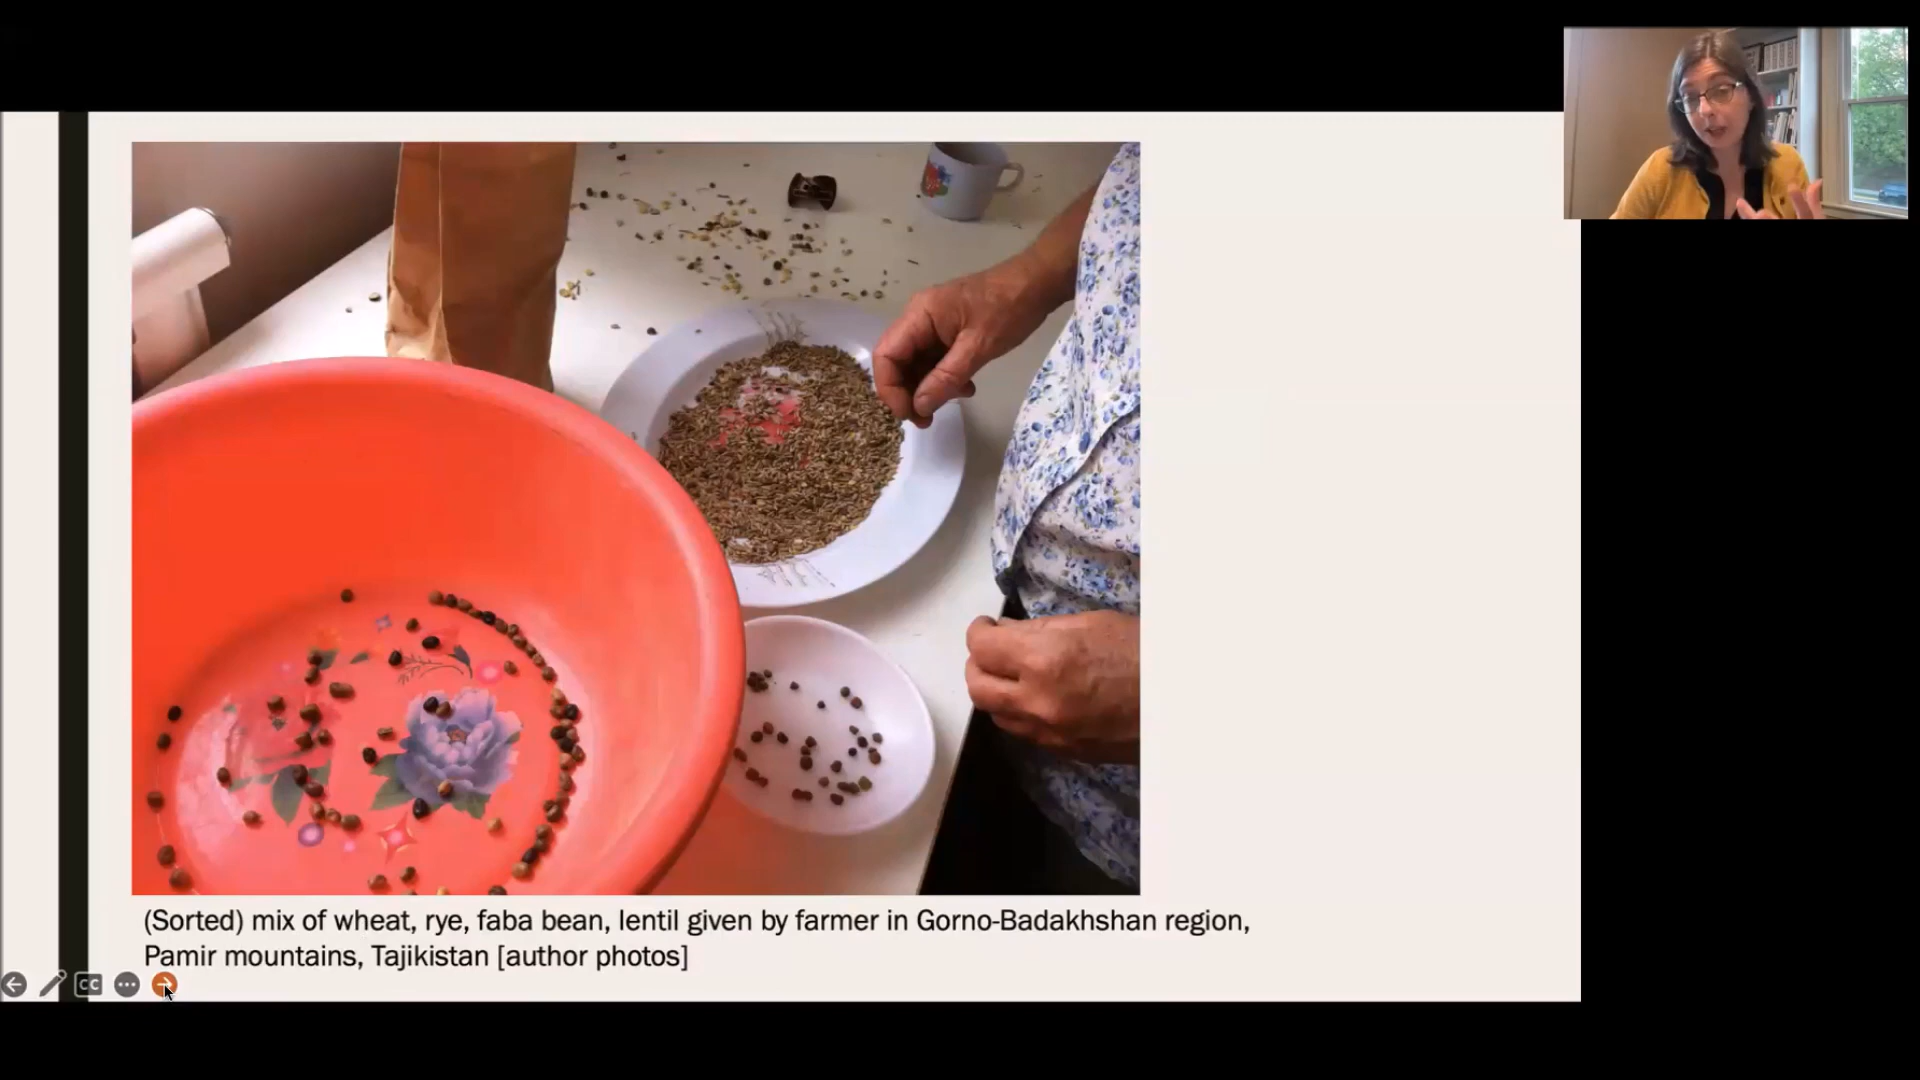 (Sorted) mix of wheat, rye, faba bean, lentil given by farmer in Gorno-Badakhshan region,
Pamir mountains, Tajikistan [author photos]
CC